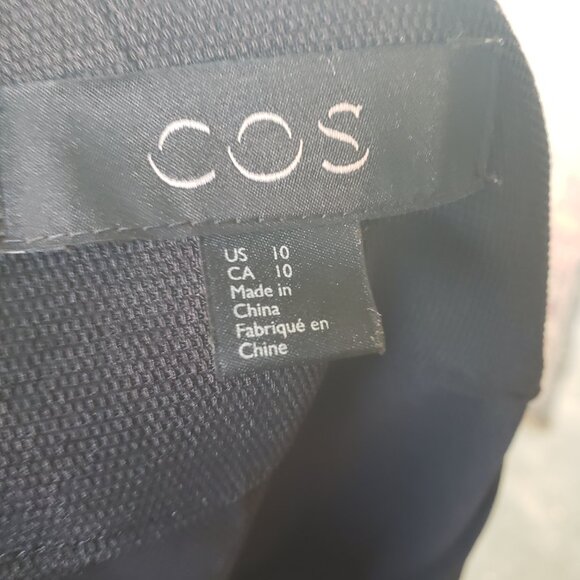 COS
US 10
CA 10
Made in
China
Fabriqué en
Chine